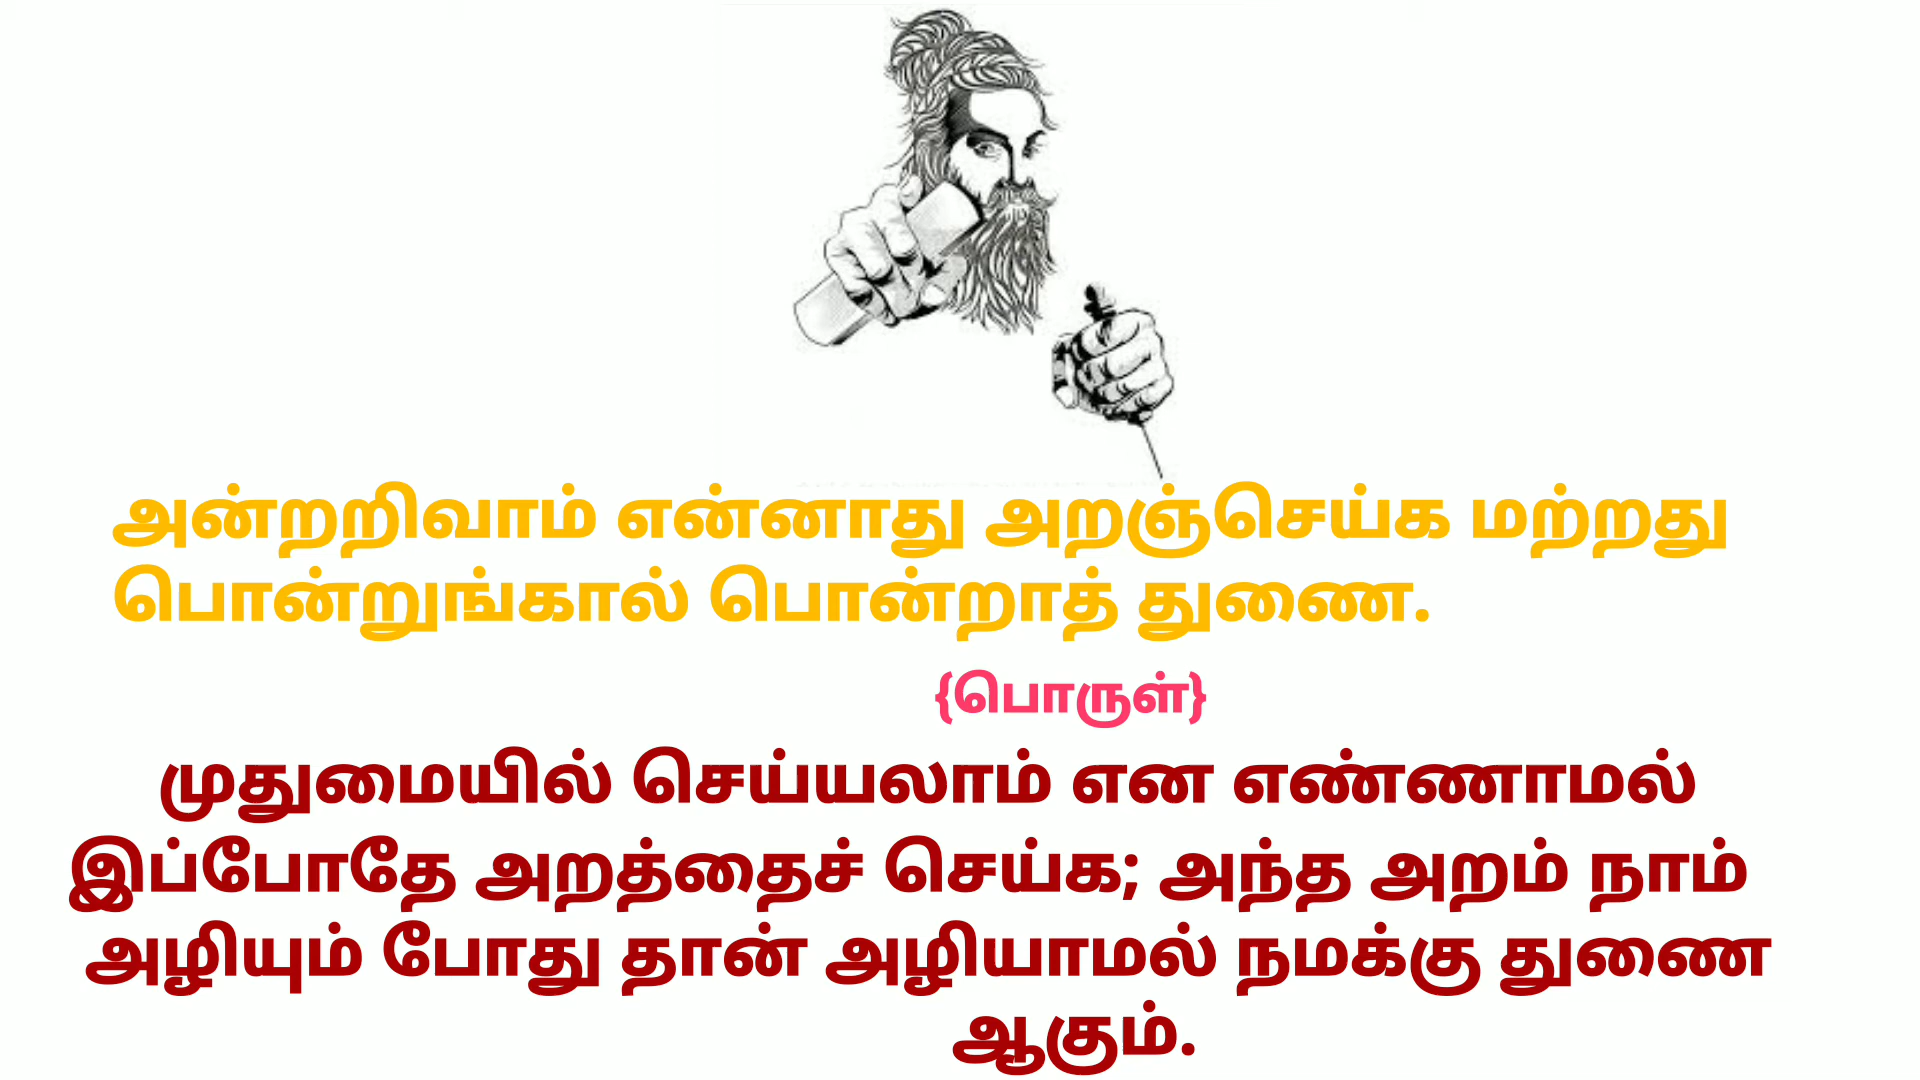 அன்றறிவாம் என்னாது அறஞ்செய்க மற்றது
பொன்றுங்கால் பொன்றாத் துணை.
{பொருள்}
முதுமையில் செய்யலாம் என எண்ணாமல்
இப்போதே அறத்தைச் செய்க; அந்த அறம் நாம்
அழியும் போது தான் அழியாமல் நமக்கு துணை
ஆகும்.